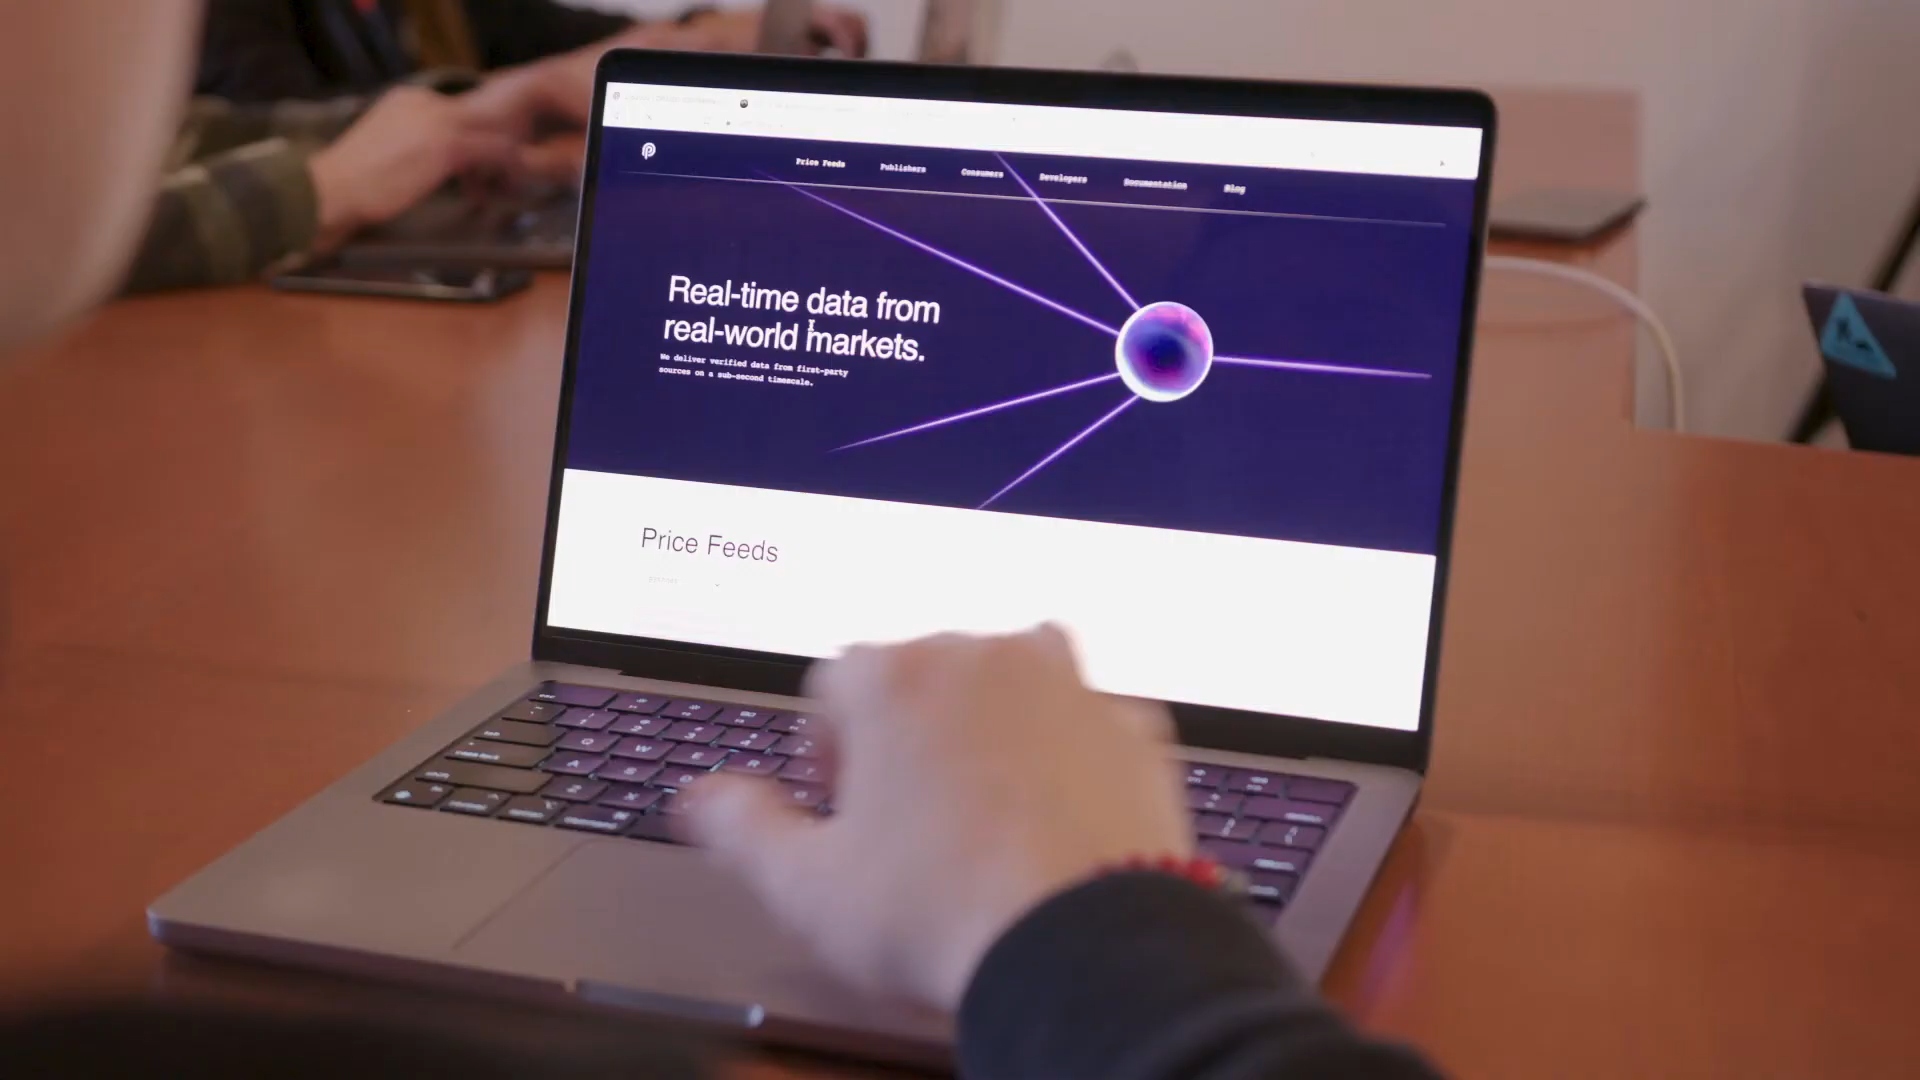 Price Feeds
Publishers
Consumers
Developers
Documentation
Blog
Real-time data from
real-world markets.
We deliver verified data from first-party
sources on a sub-second timescale.
Price Feeds